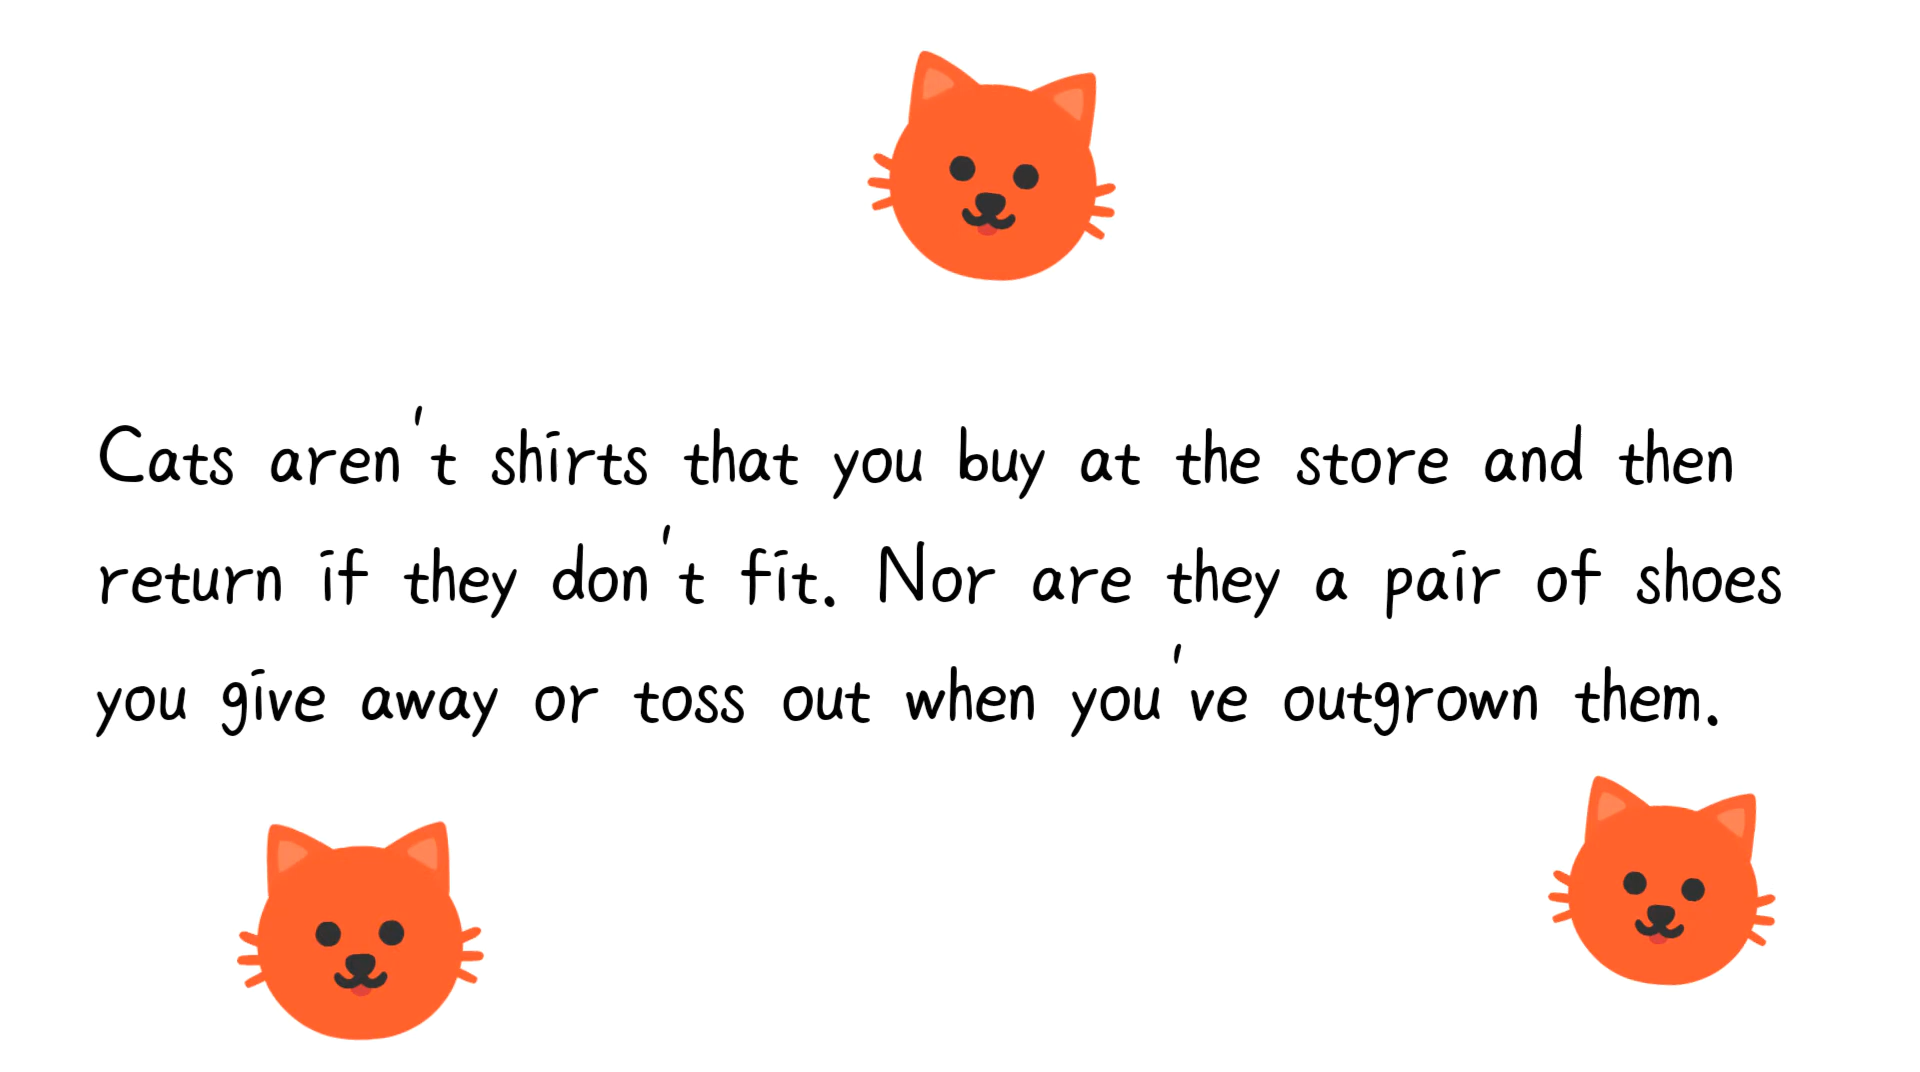 Cats aren't shirts that you buy at the store and then
return if they don't fit. Nor are they a pair of shoes
you give away or toss out when you've outgrown them.